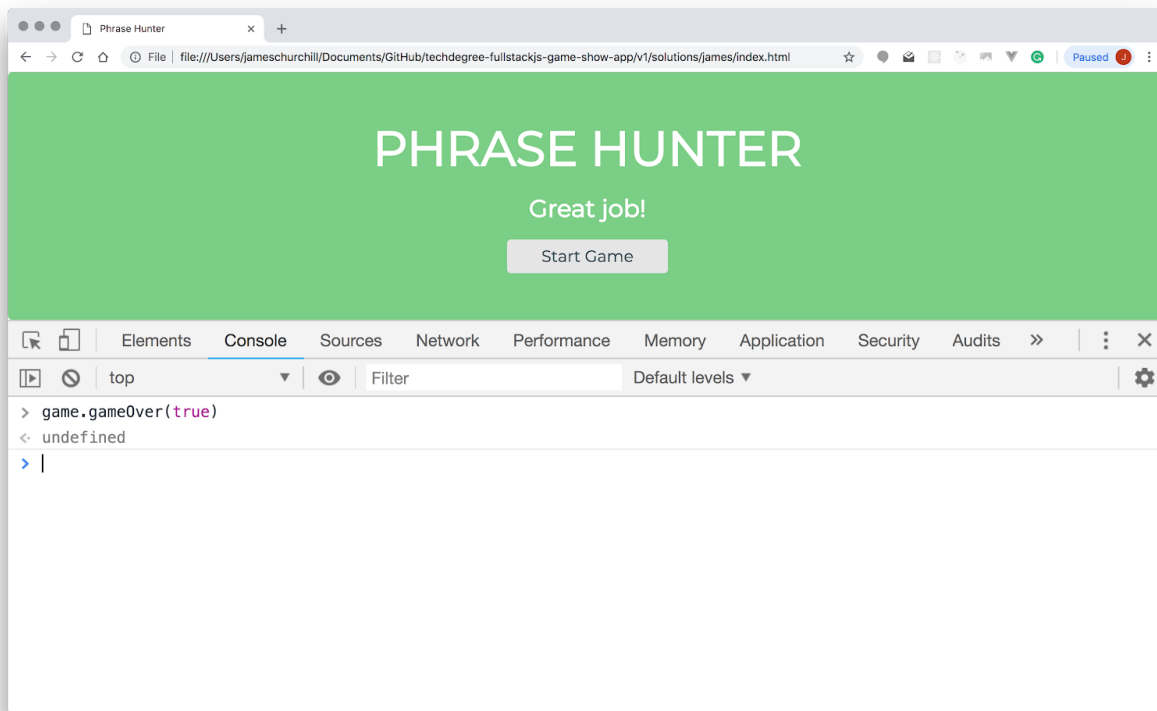 Phrase Hunter
File file:///Users/jameschurchill/Documents/GitHub/techdegree-fullstackjs-game-show-app/v1/solutions/james/index.html Paused J
PHRASE HUNTER
Great job!
Start Game
Elements Console Sources Network Performance Memory Application Security Audits
top Filter Default levels
game.gameOver(true)
undefined